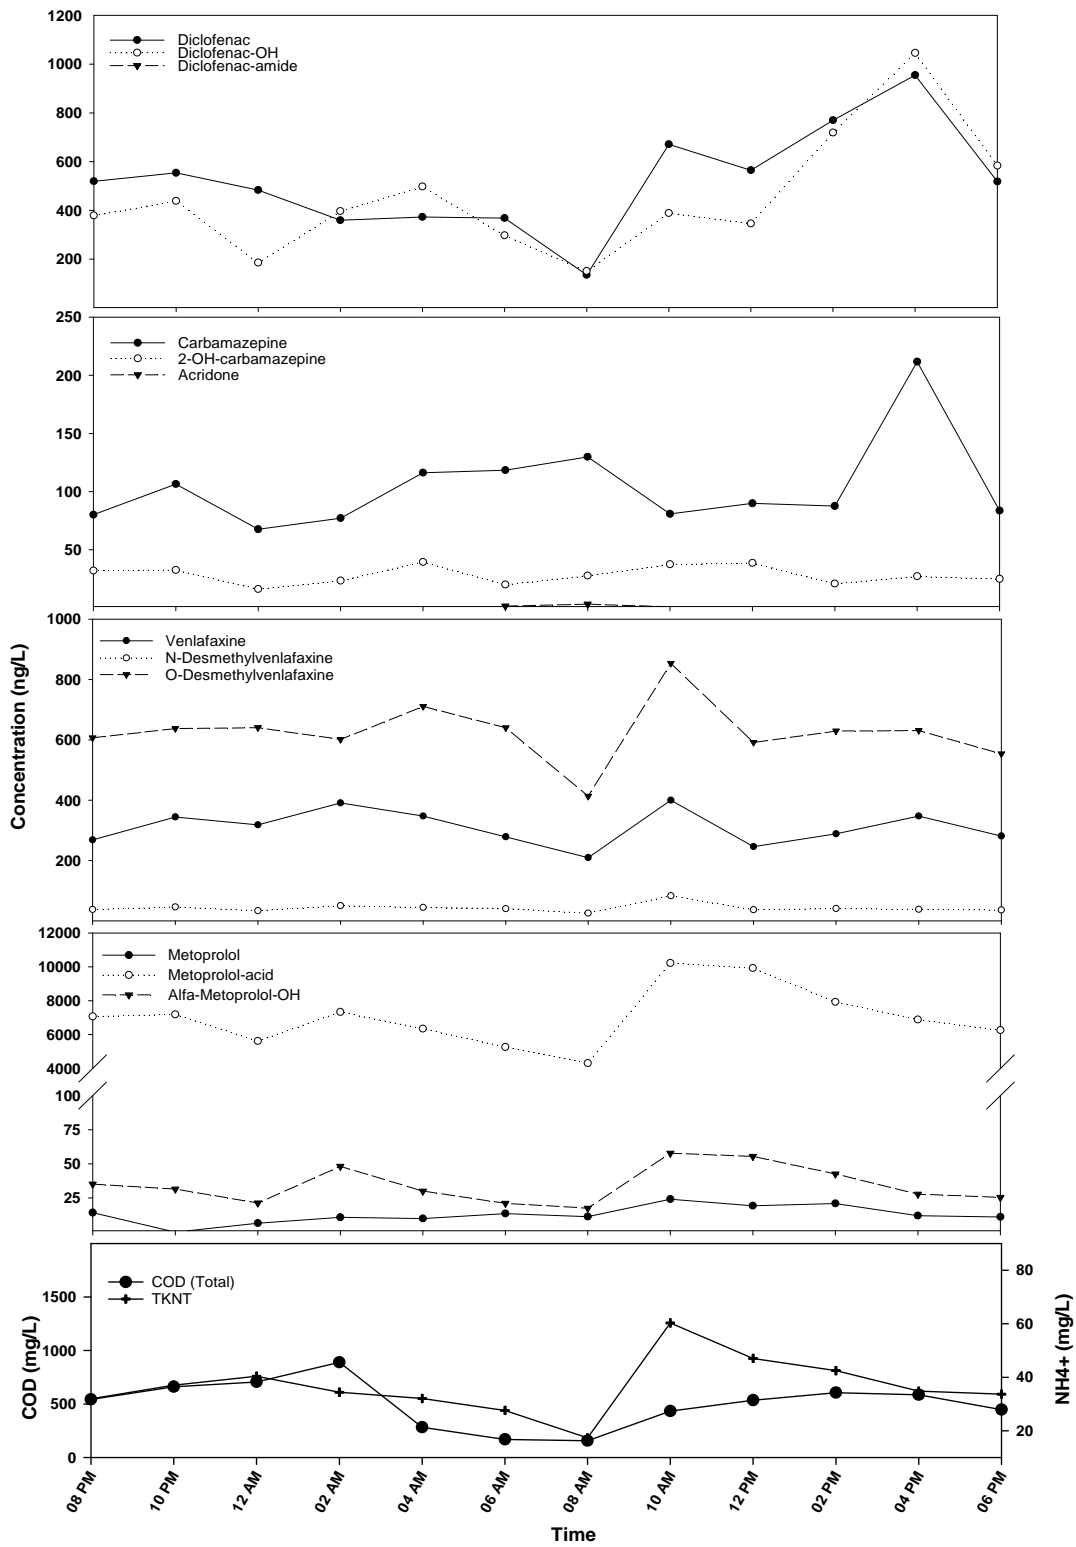 1200
Diclofenac
Diclofenac-OH
Diclofenac-amide
1000
800
600
400
200
250
Carbamazepine
2-OH-carbamazepine
Acridone
200
150
100
50
Concentration (ng/L)
1000
Venlafaxine
N-Desmethylvenlafaxine
O-Desmethylvenlafaxine
800
600
400
200
12000
Metoprolol
10000
Metoprolol-acid
Alfa-Metoprolol-OH
8000
6000
4000
100
75
50
25
COD (mg/L)
COD (Total)
TKNT
1500
1000
500
0
80
60
40
20
NH4+ (mg/L)
08 PM
10 PM
12 AM
02 AM
04 AM
06 AM
08 AM
10 AM
12 PM
02 PM
04 PM
06 PM
Time